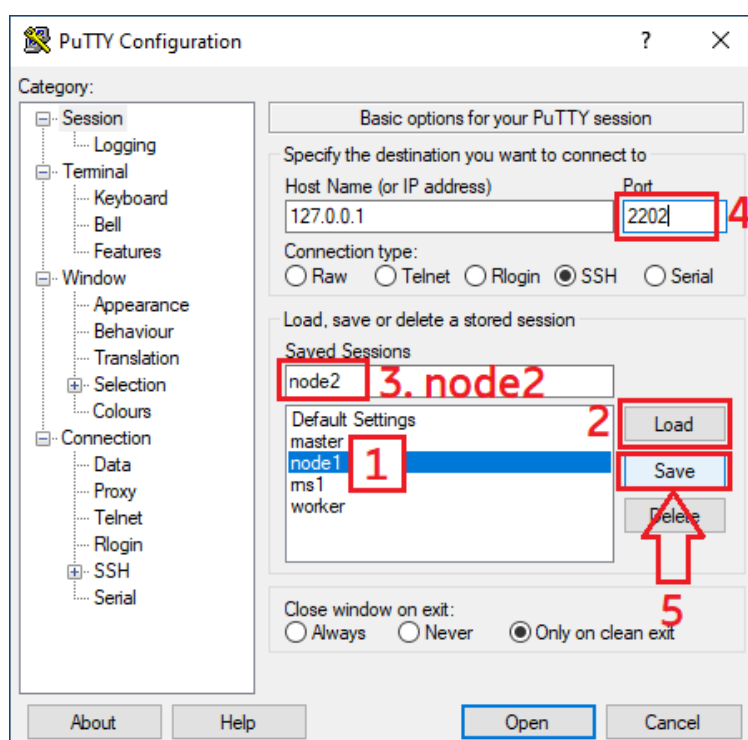 PuTTY Configuration ? ×
Category:
Session
Logging
Terminal
Keyboard
Bell
Features
Window
Appearance
Behaviour
Translation
Selection
Colours
Connection
Data
Proxy
Telnet
Rlogin
SSH
Serial
Basic options for your PuTTY session
Specify the destination you want to connect to
Host Name (or IP address) Port
127.0.0.1 2202 4
Connection type:
Raw Telnet Rlogin SSH Serial
Load, save or delete a stored session
Saved Sessions
node2 3. node2
Default Settings 2 Load
master
node1 1 Save
ms1
worker Delete
5
Close window on exit:
Always Never Only on clean exit
About Help Open Cancel